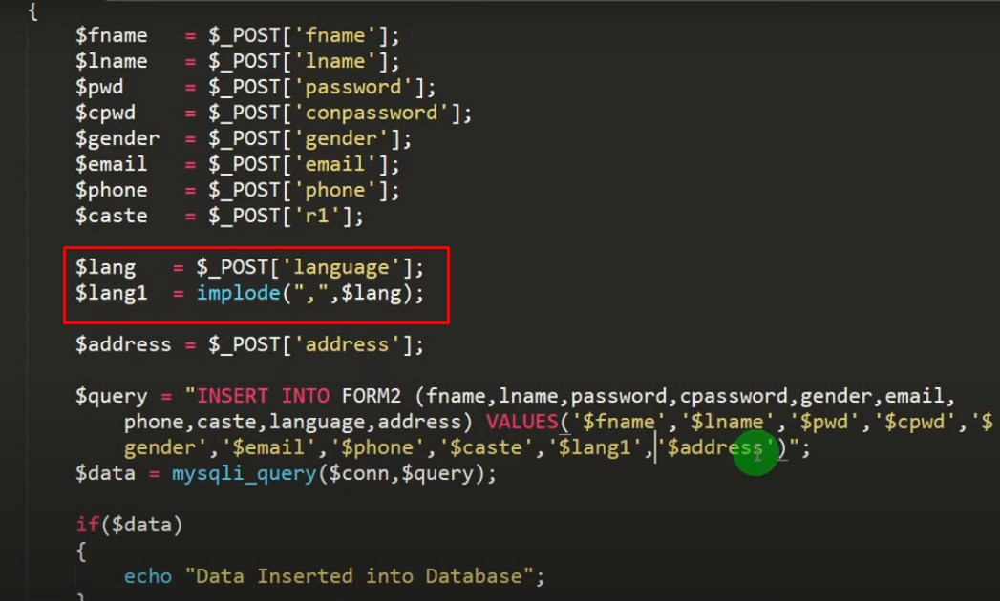 {
$fname = $_POST['fname'];
$lname = $_POST['lname'];
$pwd = $_POST['password'];
$cpwd = $_POST['conpassword'];
$gender = $_POST['gender'];
$email = $_POST['email'];
$phone = $_POST['phone'];
$caste = $_POST['r1'];
$lang = $_POST['language'];
$lang1 = implode(",",$lang);
$address = $_POST['address'];
$query = "INSERT INTO FORM2 (fname,lname,password,cpassword,gender,email,
phone,caste,language,address) VALUES('$fname','$lname','$pwd','$cpwd','$
gender','$email','$phone','$caste','$lang1','$address')";
$data = mysqli_query($conn,$query);
if($data)
{
echo "Data Inserted into Database";
}